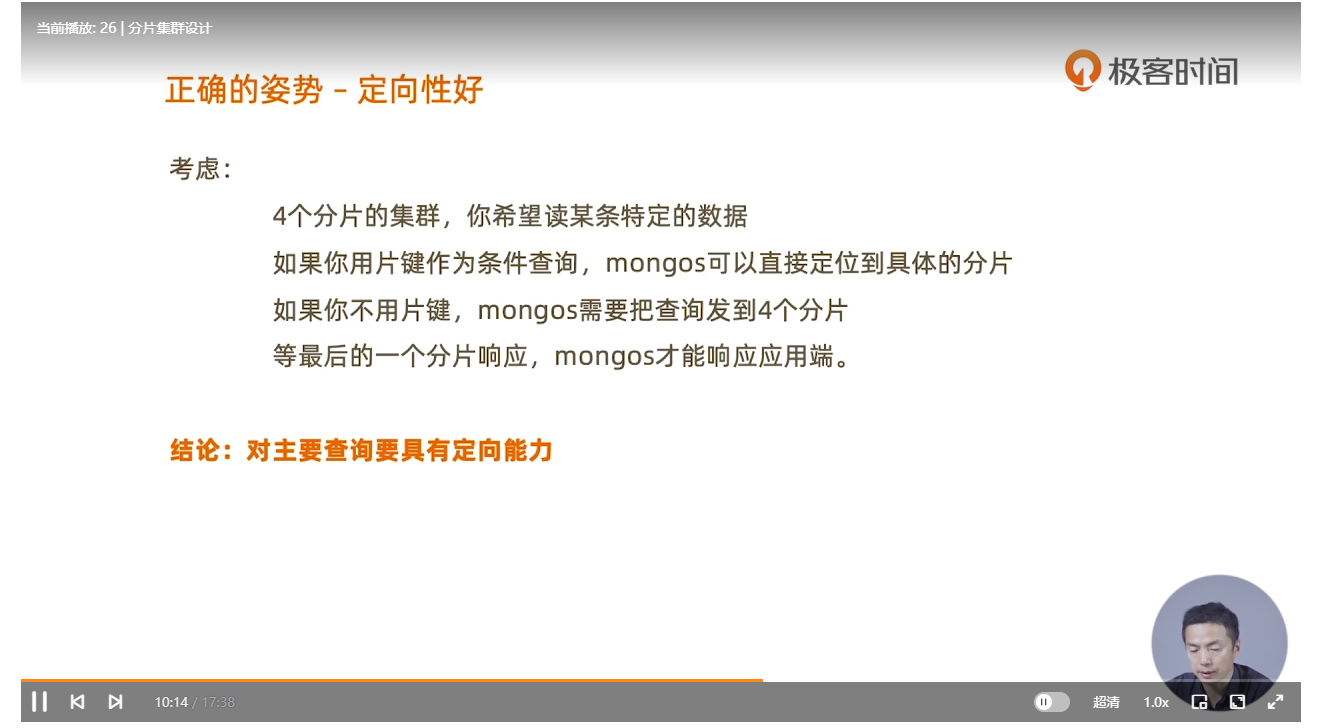 当前播放: 26 | 分片集群设计
极客时间
正确的姿势 – 定向性好
考虑：
4个分片的集群，你希望读某条特定的数据
如果你用片键作为条件查询，mongos可以直接定位到具体的分片
如果你不用片键，mongos需要把查询发到4个分片
等最后的一个分片响应，mongos才能响应应用端。
结论：对主要查询要具有定向能力
10:14 / 17:38
超清
1.0x